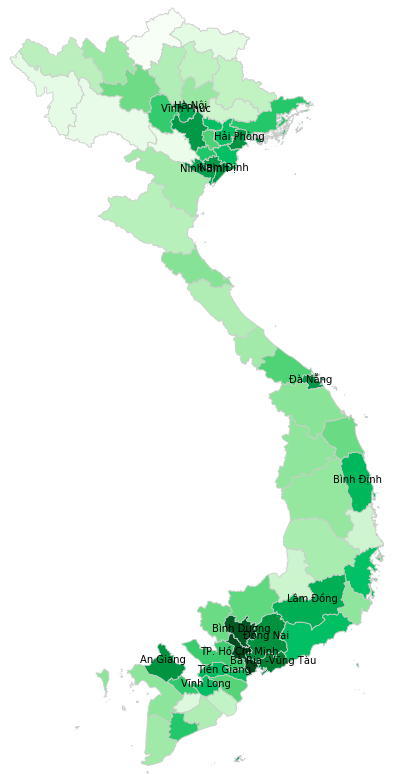 Hà Nội
Vĩnh Phúc
Hải Phòng
Ninh Bình
Nam Định
Đà Nẵng
Bình Định
Lâm Đồng
Bình Dương
Đồng Nai
TP. Hồ Chí Minh
Bà Rịa -Vũng Tàu
An Giang
Tiền Giang
Vĩnh Long